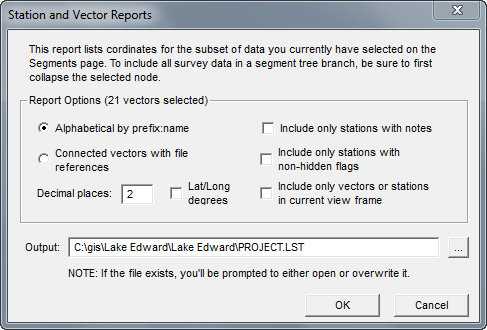 Station and Vector Reports
This report lists cordinates for the subset of data you currently have selected on the
Segments page. To include all survey data in a segment tree branch, be sure to first
collapse the selected node.
Report Options (21 vectors selected)
Alphabetical by prefix:name
Include only stations with notes
Connected vectors with file
references
Include only stations with
non-hidden flags
Decimal places: 2
Lat/Long
degrees
Include only vectors or stations
in current view frame
Output: C:\gis\Lake Edward\Lake Edward\PROJECT.LST ...
NOTE: If the file exists, you'll be prompted to either open or overwrite it.
OK Cancel